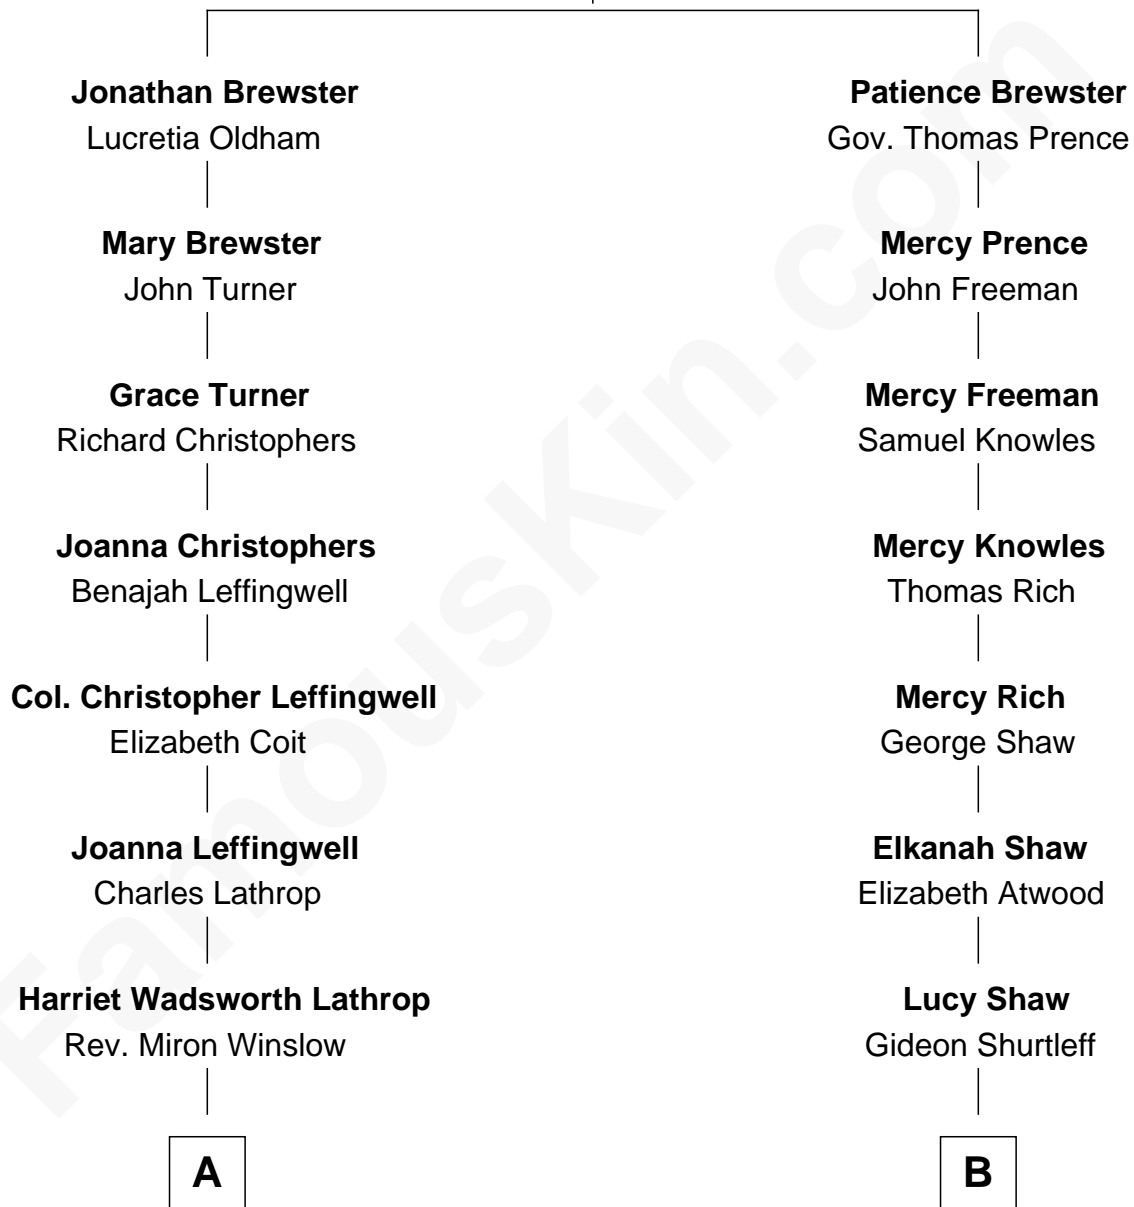 Jonathan Brewster
Lucretia Oldham
Patience Brewster
Gov. Thomas Prence
Mary Brewster
John Turner
Mercy Prence
John Freeman
Grace Turner
Richard Christophers
Mercy Freeman
Samuel Knowles
Joanna Christophers
Benajah Leffingwell
Mercy Knowles
Thomas Rich
Col. Christopher Leffingwell
Elizabeth Coit
Mercy Rich
George Shaw
Joanna Leffingwell
Charles Lathrop
Elkanah Shaw
Elizabeth Atwood
Harriet Wadsworth Lathrop
Rev. Miron Winslow
Lucy Shaw
Gideon Shurtleff
A
B
FamousKin.com